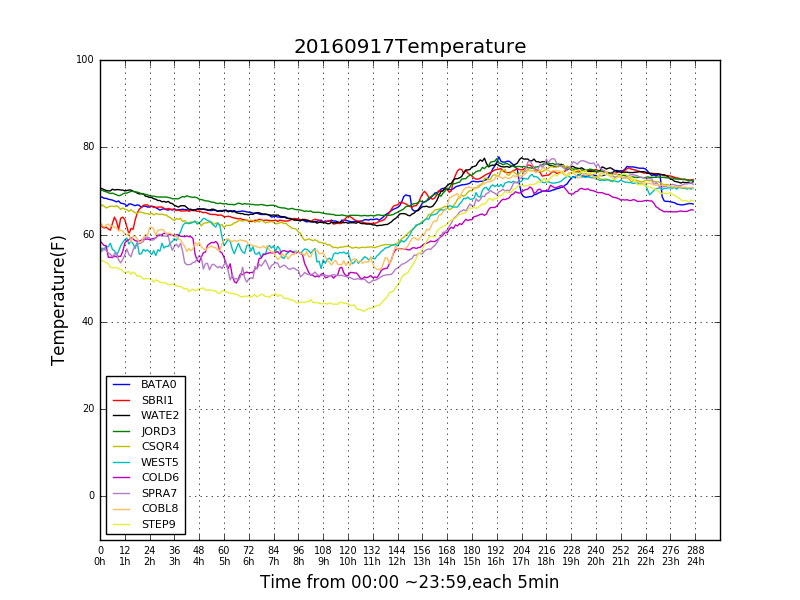 20160917Temperature
100
80
60
40
20
0
Temperature(F)
BATA0
SBRI1
WATE2
JORD3
CSQR4
WEST5
COLD6
SPRA7
COBL8
STEP9
0 12 24 36 48 60 72 84 96 108 120 132 144 156 168 180 192 204 216 228 240 252 264 276 288
0h 1h 2h 3h 4h 5h 6h 7h 8h 9h 10h 11h 12h 13h 14h 15h 16h 17h 18h 19h 20h 21h 22h 23h 24h
Time from 00:00 ~23:59,each 5min